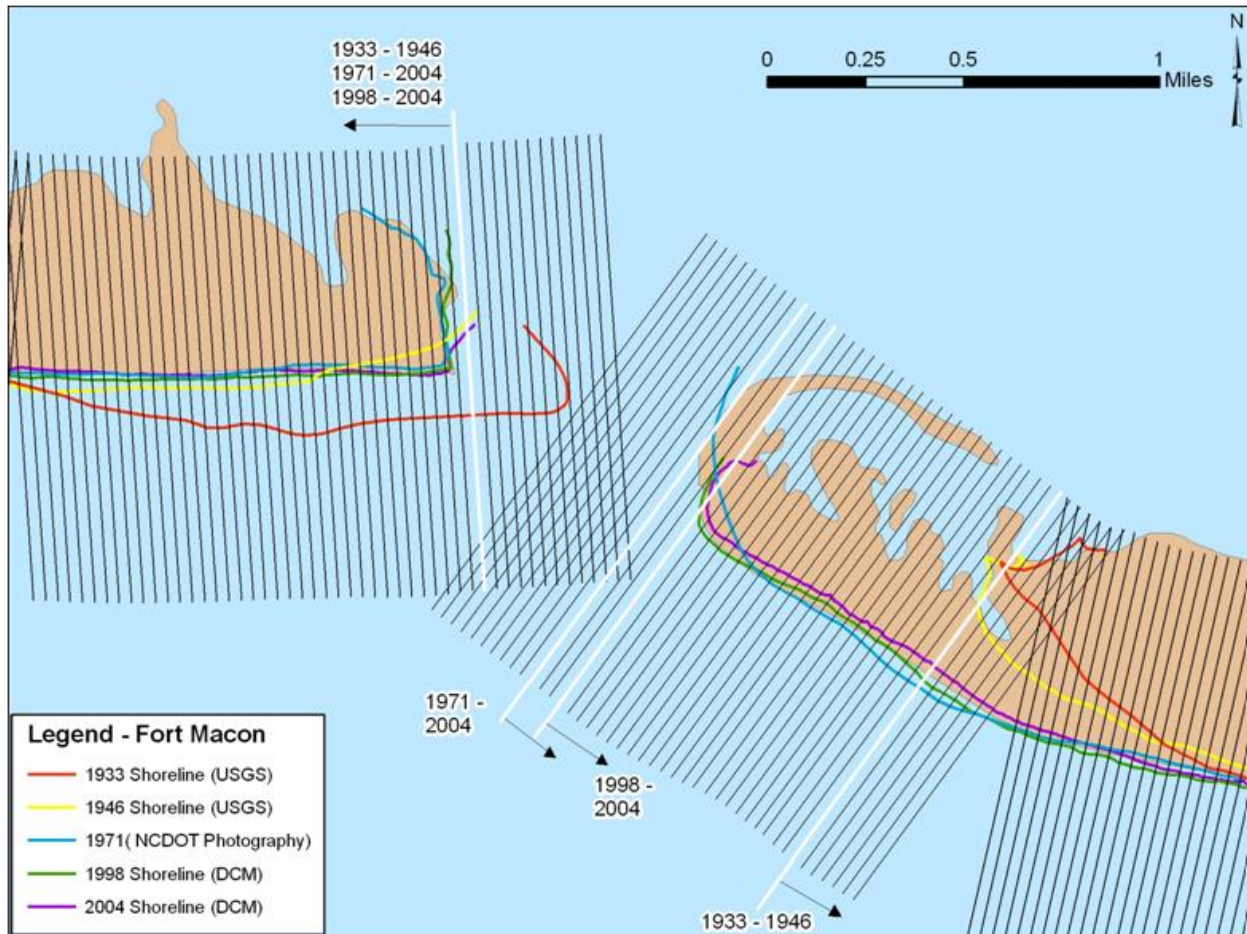 1933 - 1946
1971 - 2004
1998 - 2004
0 0.25 0.5 1
Miles
N
1971 -
2004
1998 -
2004
1933 - 1946
Legend - Fort Macon
1933 Shoreline (USGS)
1946 Shoreline (USGS)
1971( NCDOT Photography)
1998 Shoreline (DCM)
2004 Shoreline (DCM)